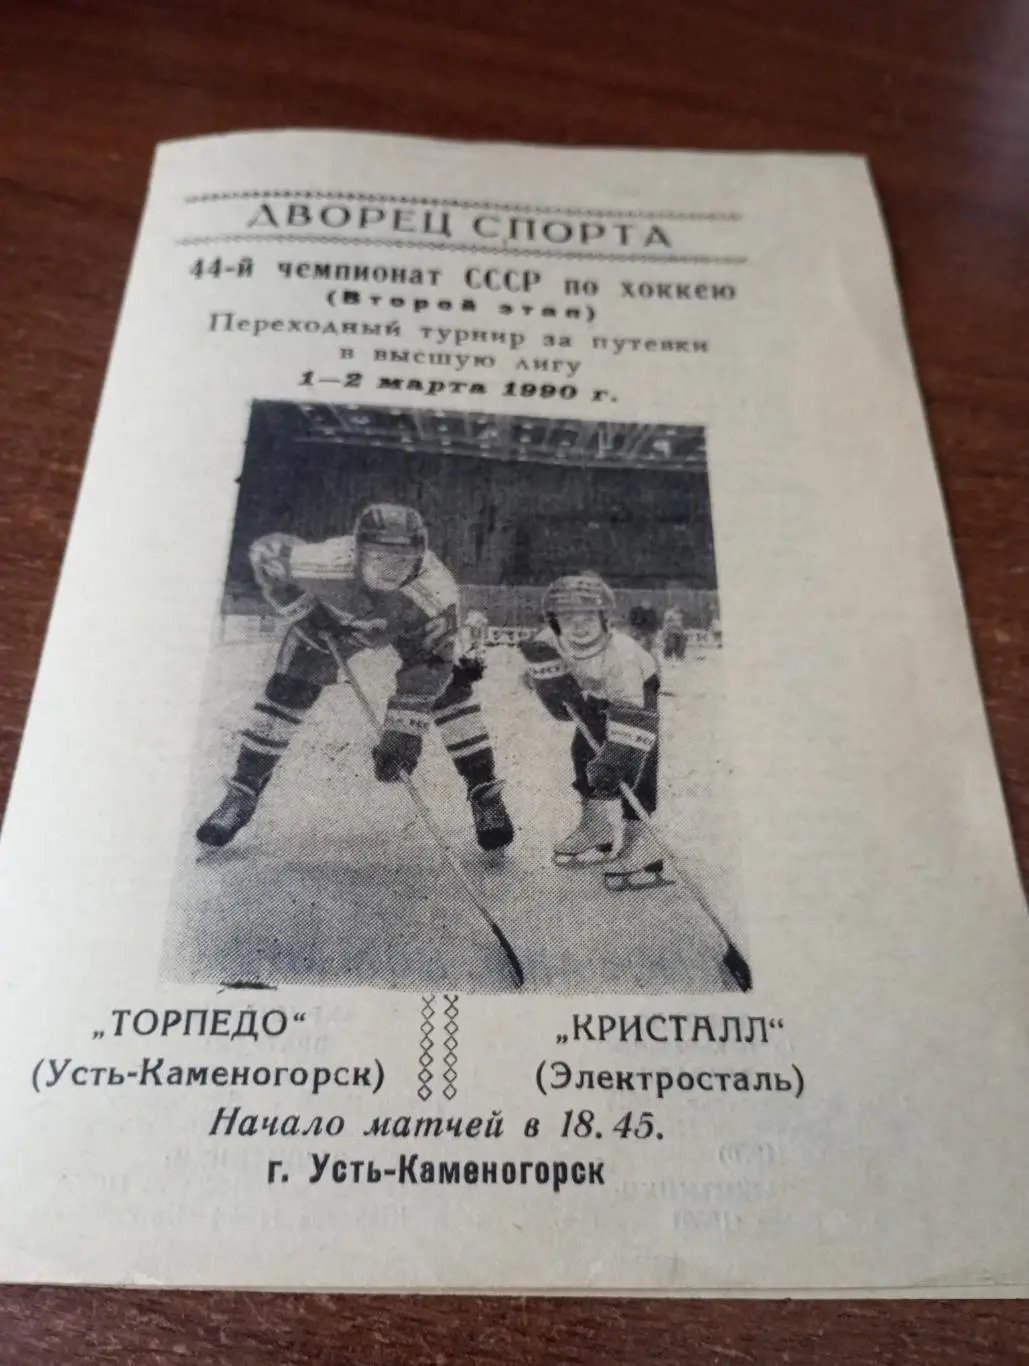 ДВОРЕЦ СПОРТА
44-й чемпионат СССР по хоккею
(Второй этап)
Переходный турнир за путевки
в высшую лигу
1—2 марта 1990 г.
„ТОРПЕДО“ „КРИСТАЛЛ“
(Усть-Каменогорск) (Электросталь)
Начало матчей в 18.45.
г. Усть-Каменогорск